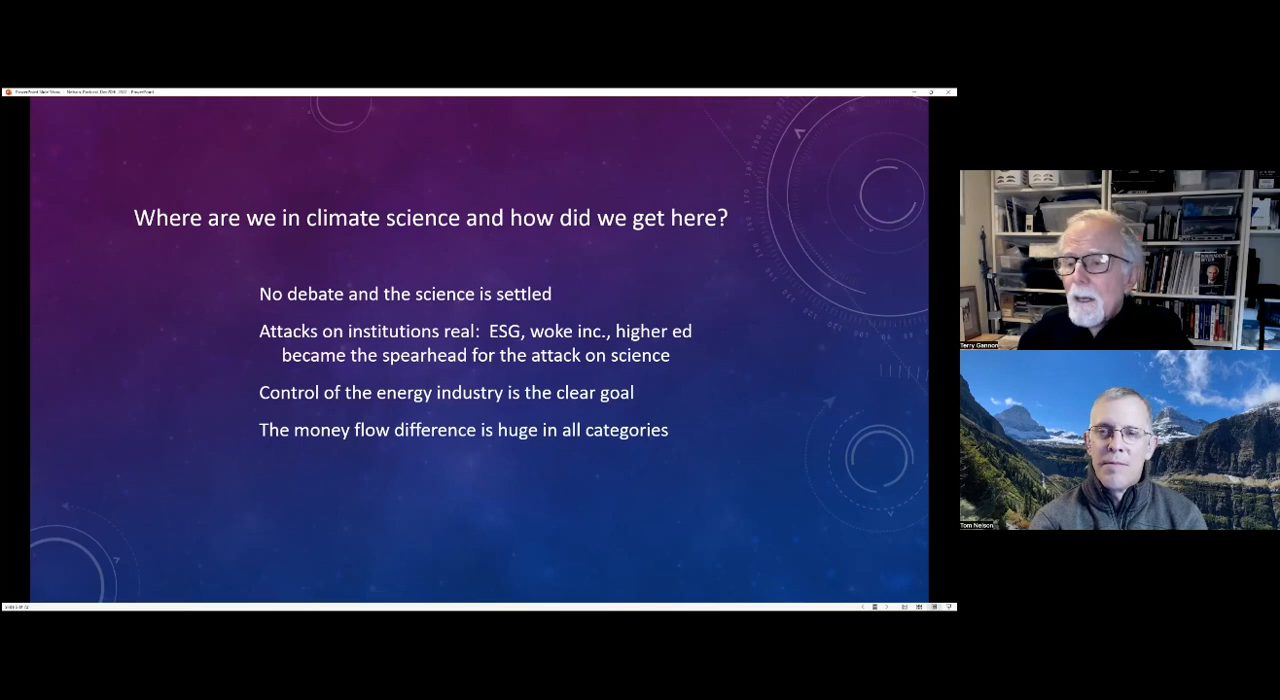 Where are we in climate science and how did we get here?
No debate and the science is settled
Attacks on institutions real: ESG, woke inc., higher ed
became the spearhead for the attack on science
Control of the energy industry is the clear goal
The money flow difference is huge in all categories
Terry Gannon
Tom Nelson